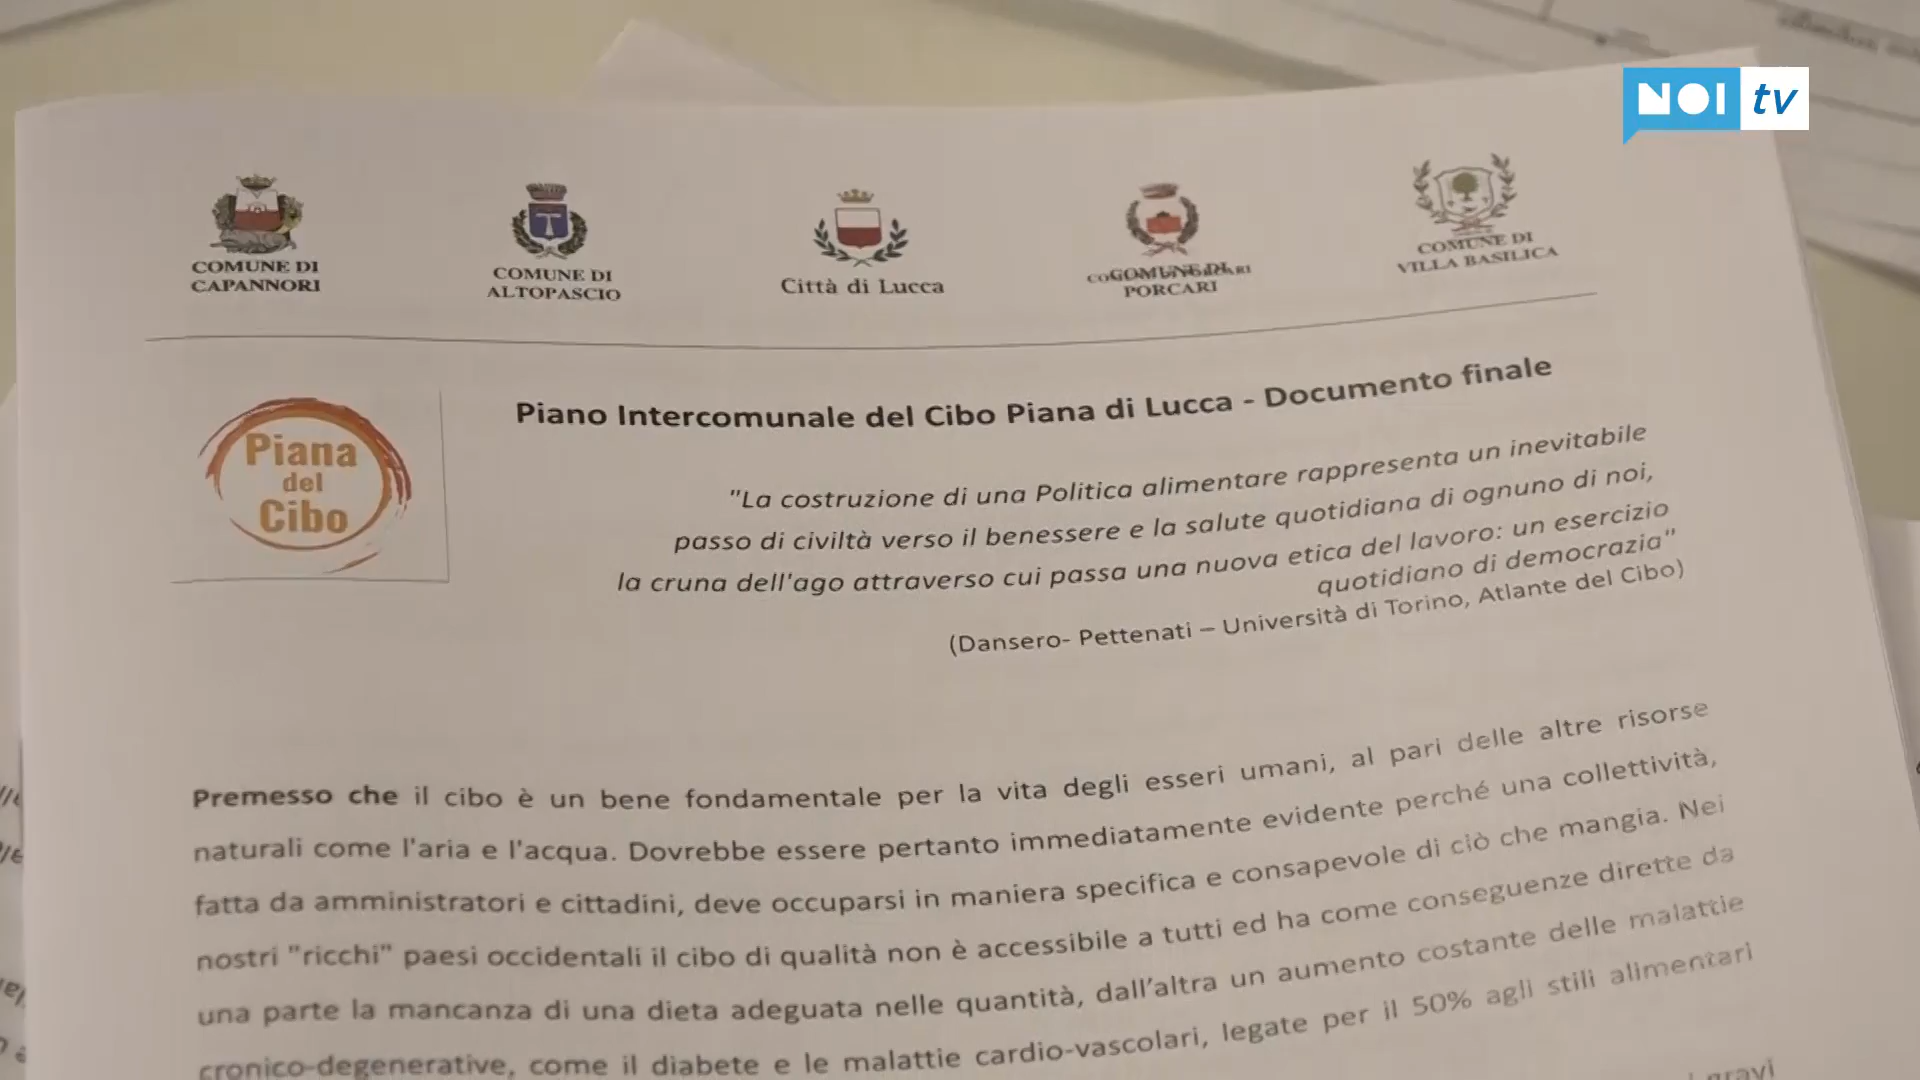 NOI tv
COMUNE DI
CAPANNORI
COMUNE DI
ALTOPASCIO
Città di Lucca
COMUNE DI
PORCARI
COMUNE DI
VILLA BASILICA
Piana
del
Cibo
Piano Intercomunale del Cibo Piana di Lucca - Documento finale
"La costruzione di una Politica alimentare rappresenta un inevitabile
passo di civiltà verso il benessere e la salute quotidiana di ognuno di noi,
la cruna dell'ago attraverso cui passa una nuova etica del lavoro: un esercizio
quotidiano di democrazia"
(Dansero- Pettenati – Università di Torino, Atlante del Cibo)
Premesso che il cibo è un bene fondamentale per la vita degli esseri umani, al pari delle altre risorse
naturali come l'aria e l'acqua. Dovrebbe essere pertanto immediatamente evidente perché una collettività,
fatta da amministratori e cittadini, deve occuparsi in maniera specifica e consapevole di ciò che mangia. Nei
nostri "ricchi" paesi occidentali il cibo di qualità non è accessibile a tutti ed ha come conseguenze dirette da
una parte la mancanza di una dieta adeguata nelle quantità, dall'altra un aumento costante delle malattie
cronico-degenerative, come il diabete e le malattie cardio-vascolari, legate per il 50% agli stili alimentari
gravi